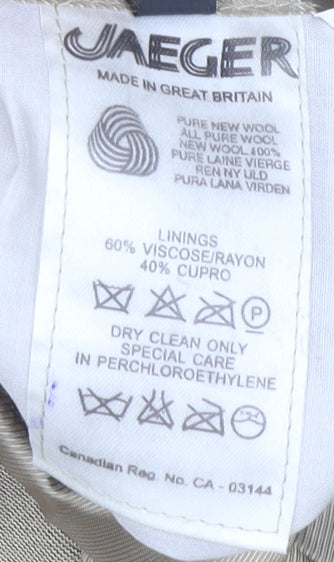 JAEGER
MADE IN GREAT BRITAIN
PURE NEW WOOL
ALL PURE WOOL
NEW WOOL 100%
PURE LAINE VIERGE
REN NY ULD
PURA LANA VIRDEN
LININGS
60% VISCOSE/RAYON
40% CUPRO
P
DRY CLEAN ONLY
SPECIAL CARE
IN PERCHLOROETHYLENE
Canadian Reg. No. CA - 03144